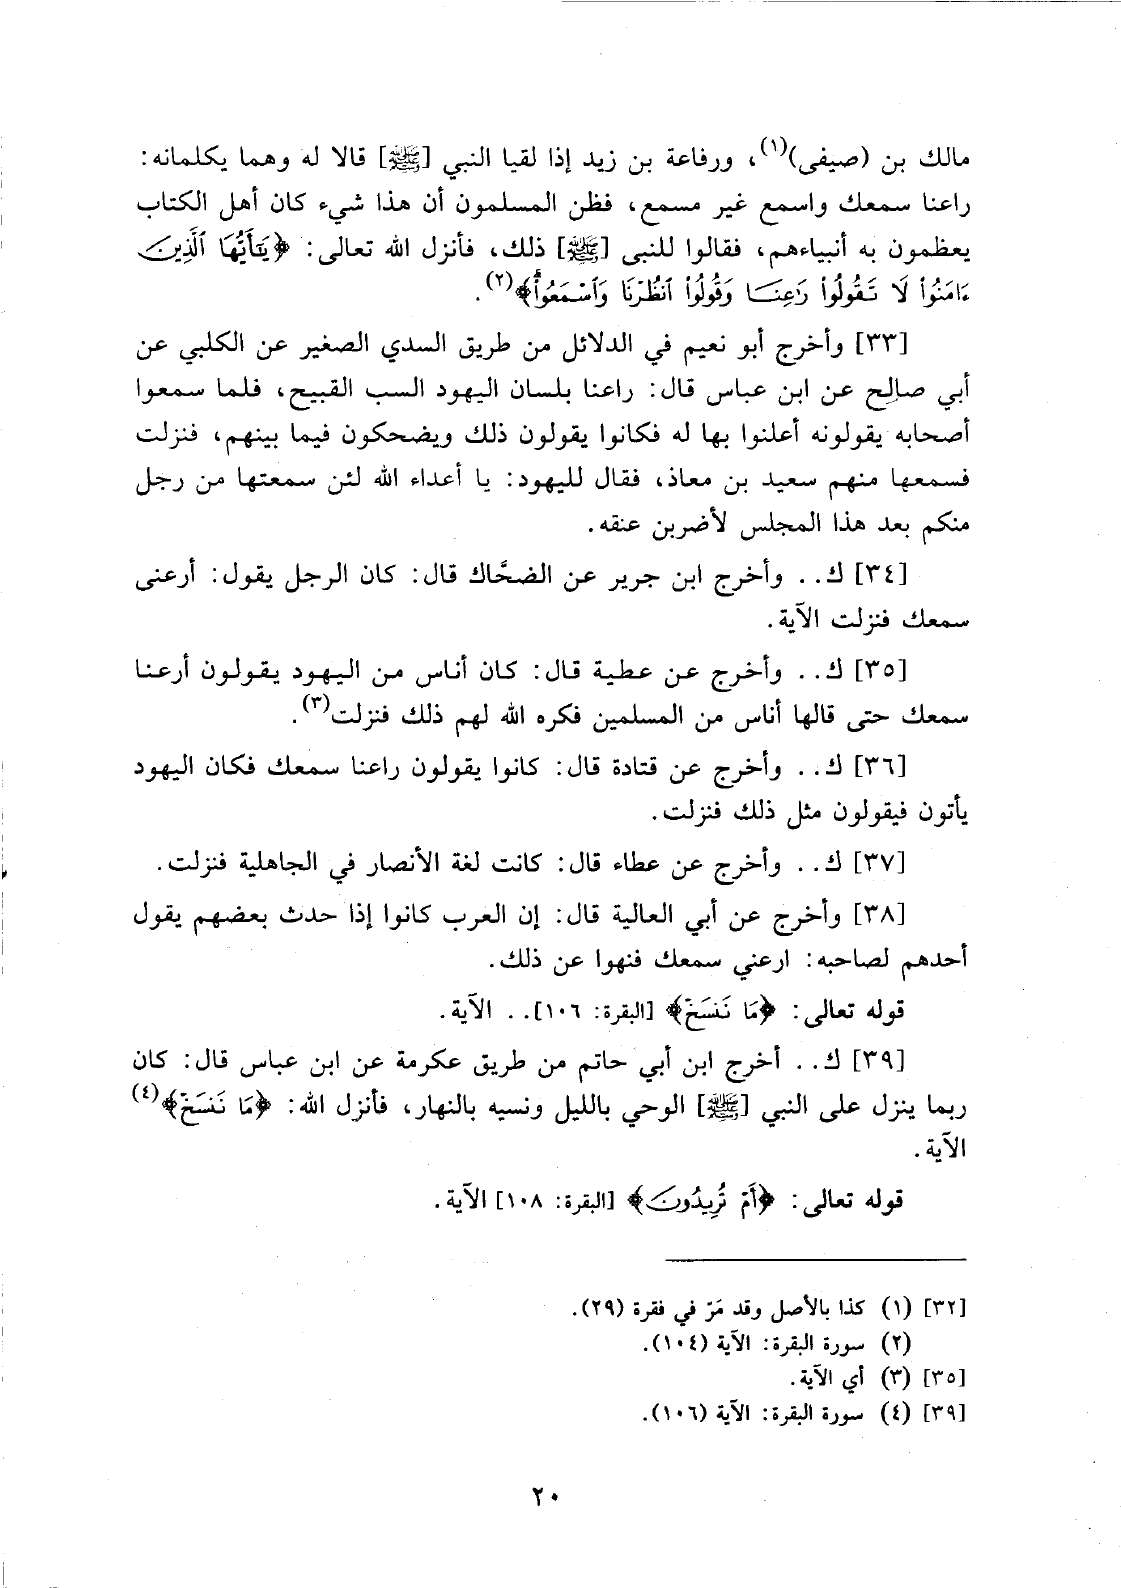 مالك بن (صيفى)(١)، ورفاعة بن زيد إذا لقيا النبي [ﷺ] قالا له وهما يكلمانه:
راعنا سمعك واسمع غير مسمع، فظن المسلمون أن هذا شيء كان أهل الكتاب
يعظمون به أنبياءهم، فقالوا للنبى [ﷺ] ذلك، فأنزل الله تعالى: ﴿يَٰٓأَيُّهَا ٱلَّذِينَ
ءَامَنُواْ لَا تَقُولُواْ رَٰعِنَا وَقُولُواْ ٱنظُرۡنَا وَٱسۡمَعُواْۗ﴾(٢).
[٣٣] وأخرج أبو نعيم في الدلائل من طريق السدي الصغير عن الكلبي عن
أبي صالح عن ابن عباس قال: راعنا بلسان اليهود السب القبيح، فلما سمعوا
أصحابه يقولونه أعلنوا بها له فكانوا يقولون ذلك ويضحكون فيما بينهم، فنزلت
فسمعها منهم سعيد بن معاذ، فقال لليهود: يا أعداء الله لئن سمعتها من رجل
منكم بعد هذا المجلس لأضربن عنقه.
[٣٤] ك.. وأخرج ابن جرير عن الضحَّاك قال: كان الرجل يقول: أرعنى
سمعك فنزلت الآية.
[٣٥] ك.. وأخرج عن عطية قال: كان أناس من اليهود يقولون أرعنا
سمعك حتى قالها أناس من المسلمين فكره الله لهم ذلك فنزلت(٣).
[٣٦] ك.. وأخرج عن قتادة قال: كانوا يقولون راعنا سمعك فكان اليهود
يأتون فيقولون مثل ذلك فنزلت.
[٣٧] ك.. وأخرج عن عطاء قال: كانت لغة الأنصار في الجاهلية فنزلت.
[٣٨] وأخرج عن أبي العالية قال: إن العرب كانوا إذا حدث بعضهم يقول
أحدهم لصاحبه: ارعني سمعك فنهوا عن ذلك.
قوله تعالى: ﴿مَا نَنسَخۡ﴾ [البقرة: ١٠٦].. الآية.
[٣٩] ك.. أخرج ابن أبي حاتم من طريق عكرمة عن ابن عباس قال: كان
ربما ينزل على النبي [ﷺ] الوحي بالليل ونسيه بالنهار، فأنزل الله: ﴿مَا نَنسَخۡ﴾(٤)
الآية.
قوله تعالى: ﴿أَمۡ تُرِيدُونَ﴾ [البقرة: ١٠٨] الآية.
[٣٢] (١) كذا بالأصل وقد مَرّ في فقرة (٢٩).
(٢) سورة البقرة: الآية (١٠٤).
[٣٥] (٣) أي الآية.
[٣٩] (٤) سورة البقرة: الآية (١٠٦).
٢٠